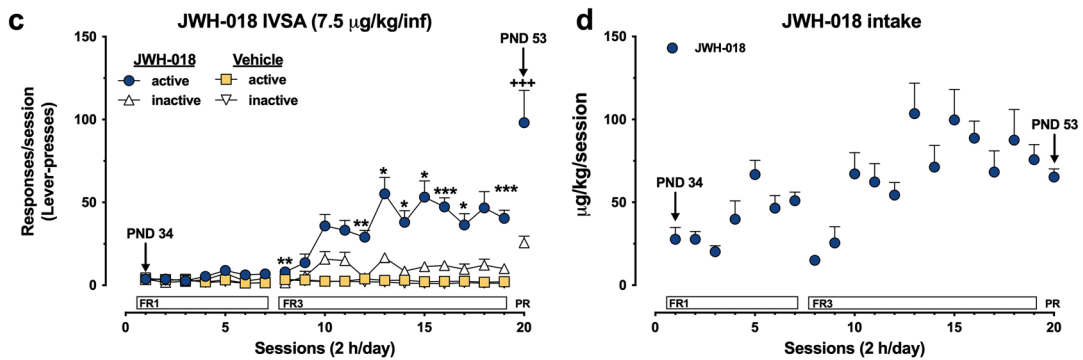 c
JWH-018 IVSA (7.5 µg/kg/inf)
Responses/session
(Lever-presses)
150
100
50
0
JWH-018 Vehicle
active active
inactive inactive
PND 53
+++
PND 34
** ** * * * *** * ***
FR1 FR3 PR
0 5 10 15 20
Sessions (2 h/day)
d
JWH-018 intake
µg/kg/session
150
100
50
0
JWH-018
PND 34
PND 53
FR1 FR3 PR
0 5 10 15 20
Sessions (2 h/day)